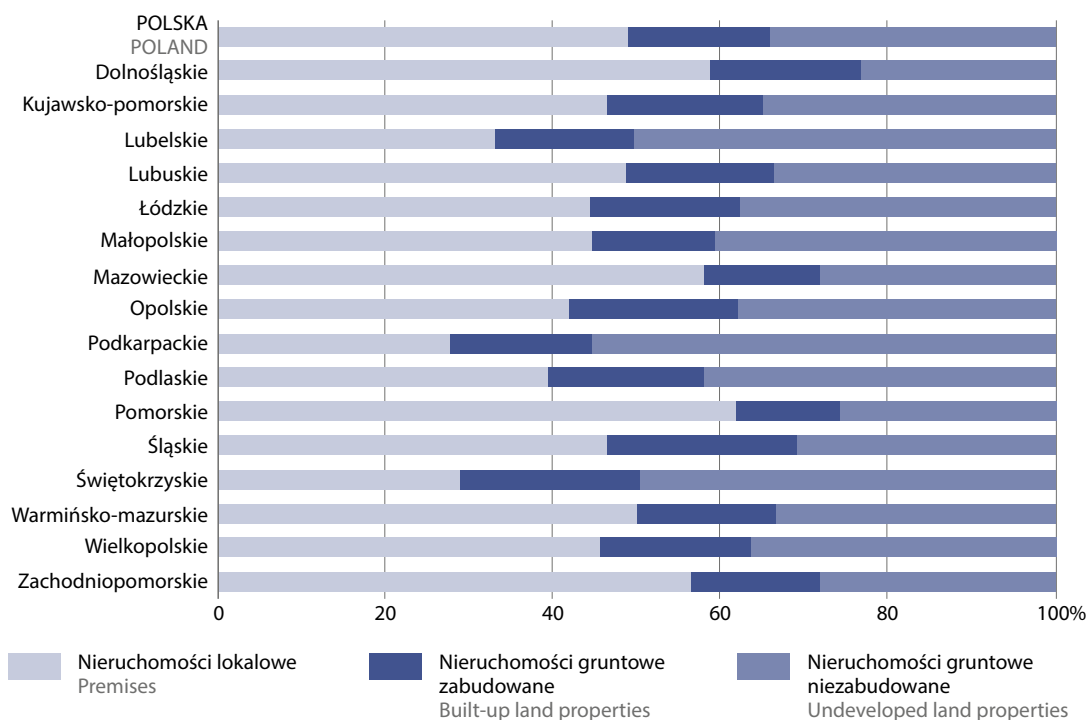 POLSKA
POLAND
Dolnośląskie
Kujawsko-pomorskie
Lubelskie
Lubuskie
Łódzkie
Małopolskie
Mazowieckie
Opolskie
Podkarpackie
Podlaskie
Pomorskie
Śląskie
Świętokrzyskie
Warmińsko-mazurskie
Wielkopolskie
Zachodniopomorskie
0 20 40 60 80 100%
Nieruchomości lokalowe
Premises
Nieruchomości gruntowe
zabudowane
Built-up land properties
Nieruchomości gruntowe
niezabudowane
Undeveloped land properties